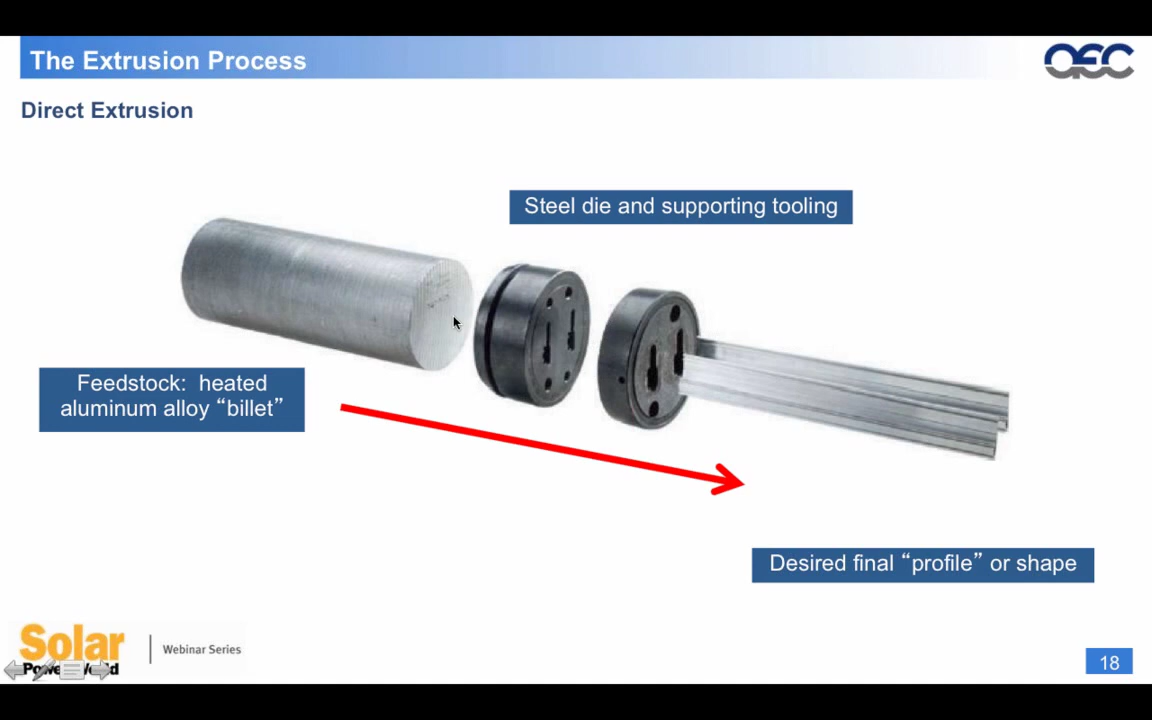 The Extrusion Process
AEC
Direct Extrusion
Steel die and supporting tooling
Feedstock: heated
aluminum alloy “billet”
Desired final “profile” or shape
Solar
Webinar Series
18